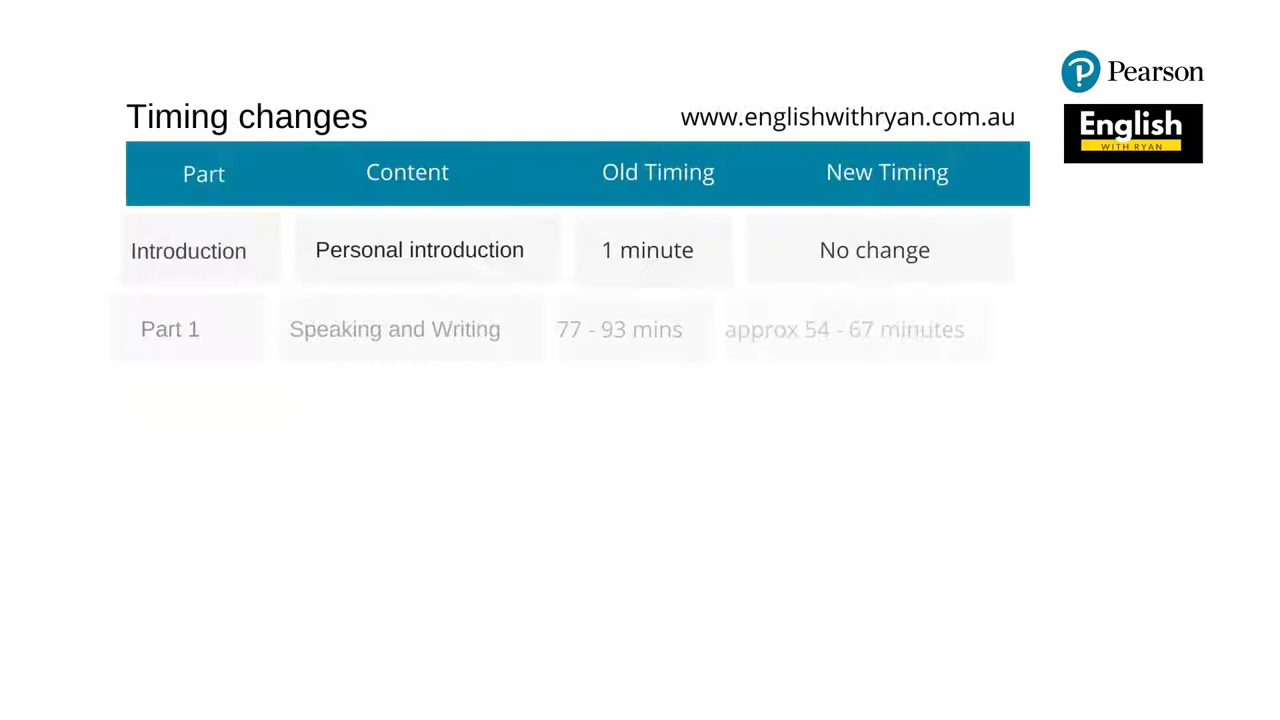 Pearson
Timing changes
www.englishwithryan.com.au
English
WITH RYAN
Part Content Old Timing New Timing
Introduction Personal introduction 1 minute No change
Part 1 Speaking and Writing 77 - 93 mins approx 54 - 67 minutes